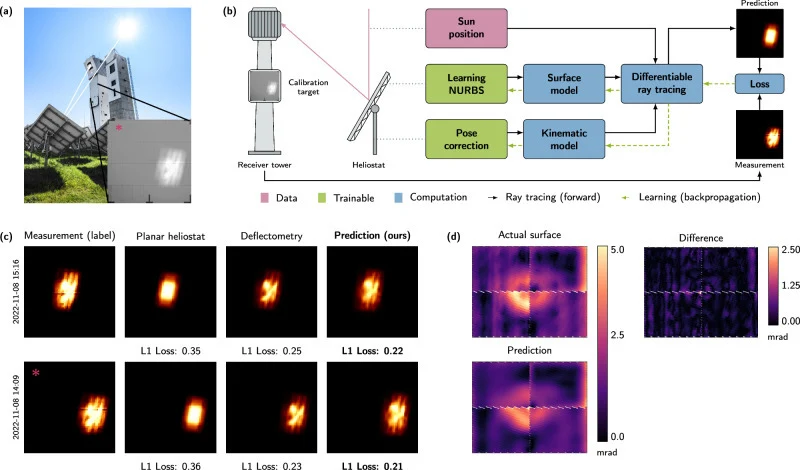 (a)
*
(b)
Receiver tower
Calibration
target
Heliostat
Sun
position
Learning
NURBS
Surface
model
Differentiable
ray tracing
Pose
correction
Kinematic
model
Prediction
Loss
Measurement
Data
Trainable
Computation
Ray tracing (forward)
Learning (backpropagation)
(c)
Measurement (label)
Planar heliostat
Deflectometry
Prediction (ours)
2022-11-08 15:16
L1 Loss: 0.35
L1 Loss: 0.25
L1 Loss: 0.22
2022-11-08 14:09
*
L1 Loss: 0.36
L1 Loss: 0.23
L1 Loss: 0.21
(d)
Actual surface
Prediction
5.0
2.5
0.0
mrad
Difference
2.50
1.25
0.00
mrad